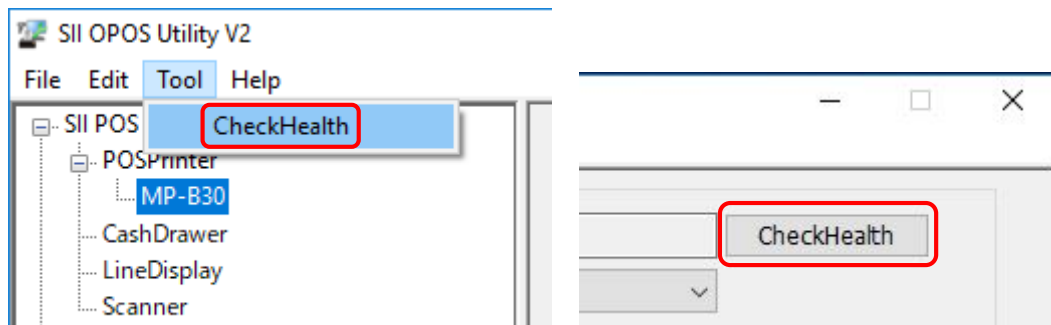 SII OPOS Utility V2
File Edit Tool Help
SII POS
CheckHealth
POSPrinter
MP-B30
CashDrawer
LineDisplay
Scanner
CheckHealth